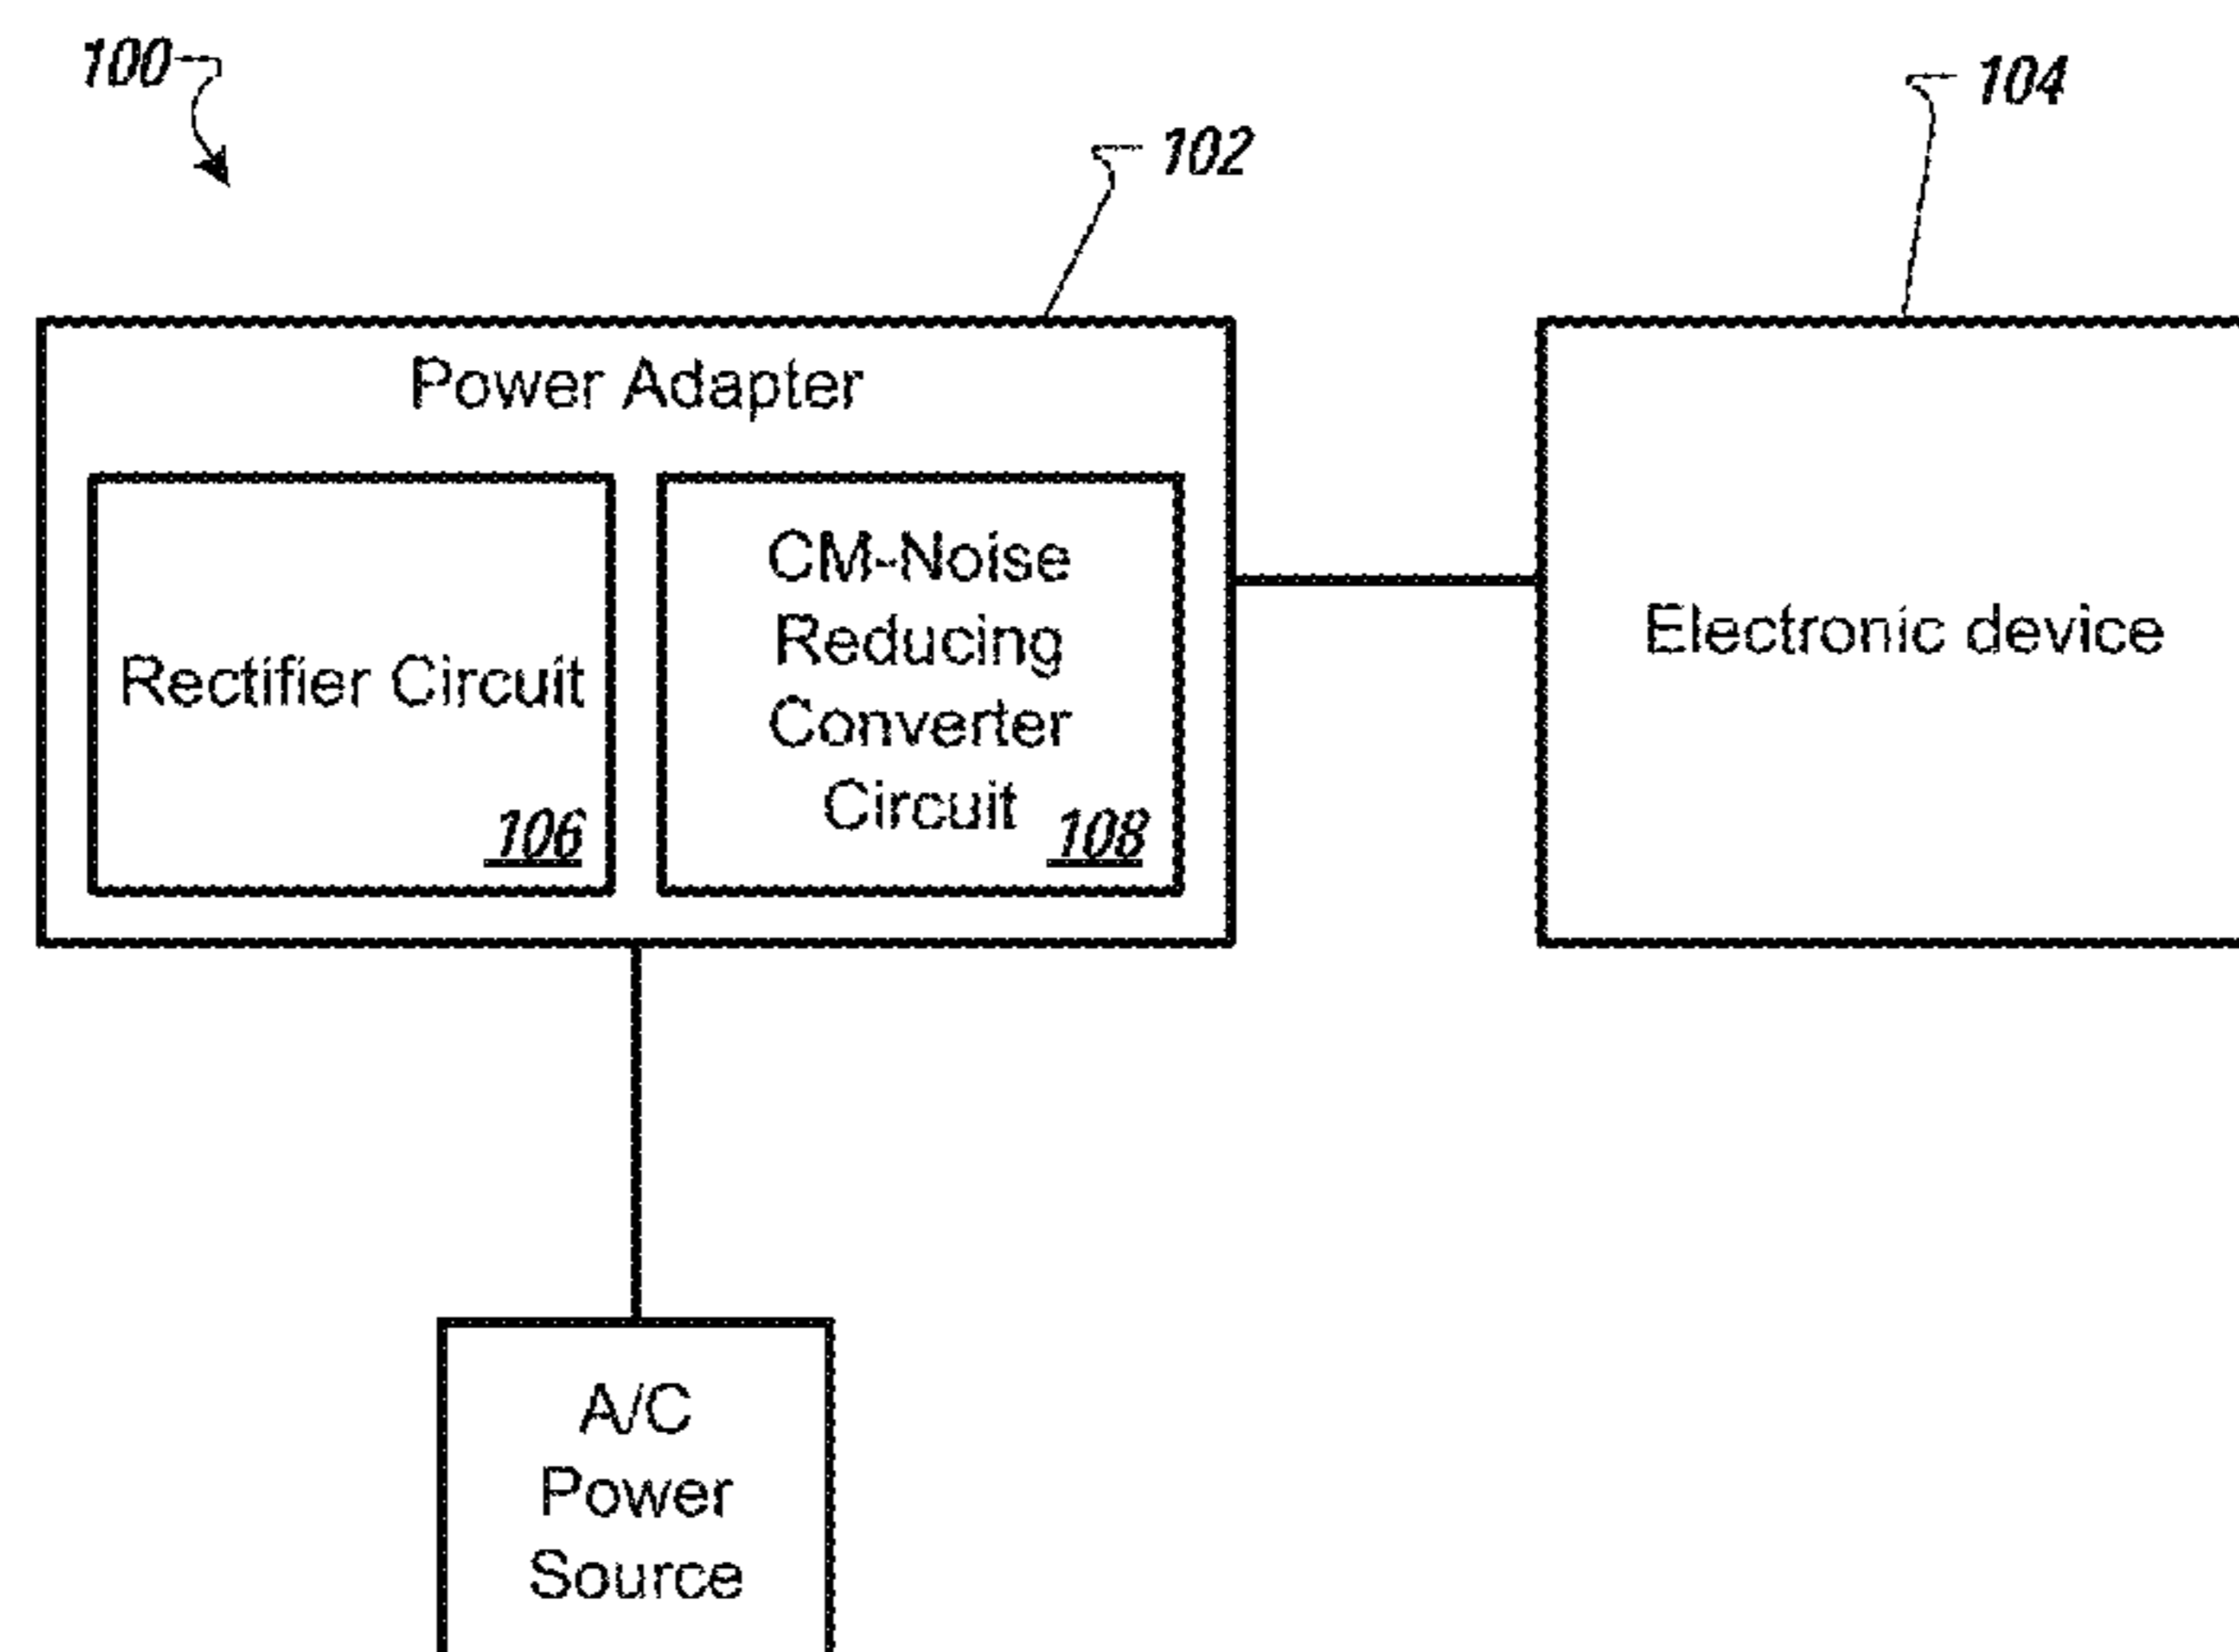 100
102
104
Power Adapter
Rectifier Circuit
106
CM-Noise
Reducing
Converter
Circuit
108
Electronic device
A/C
Power
Source